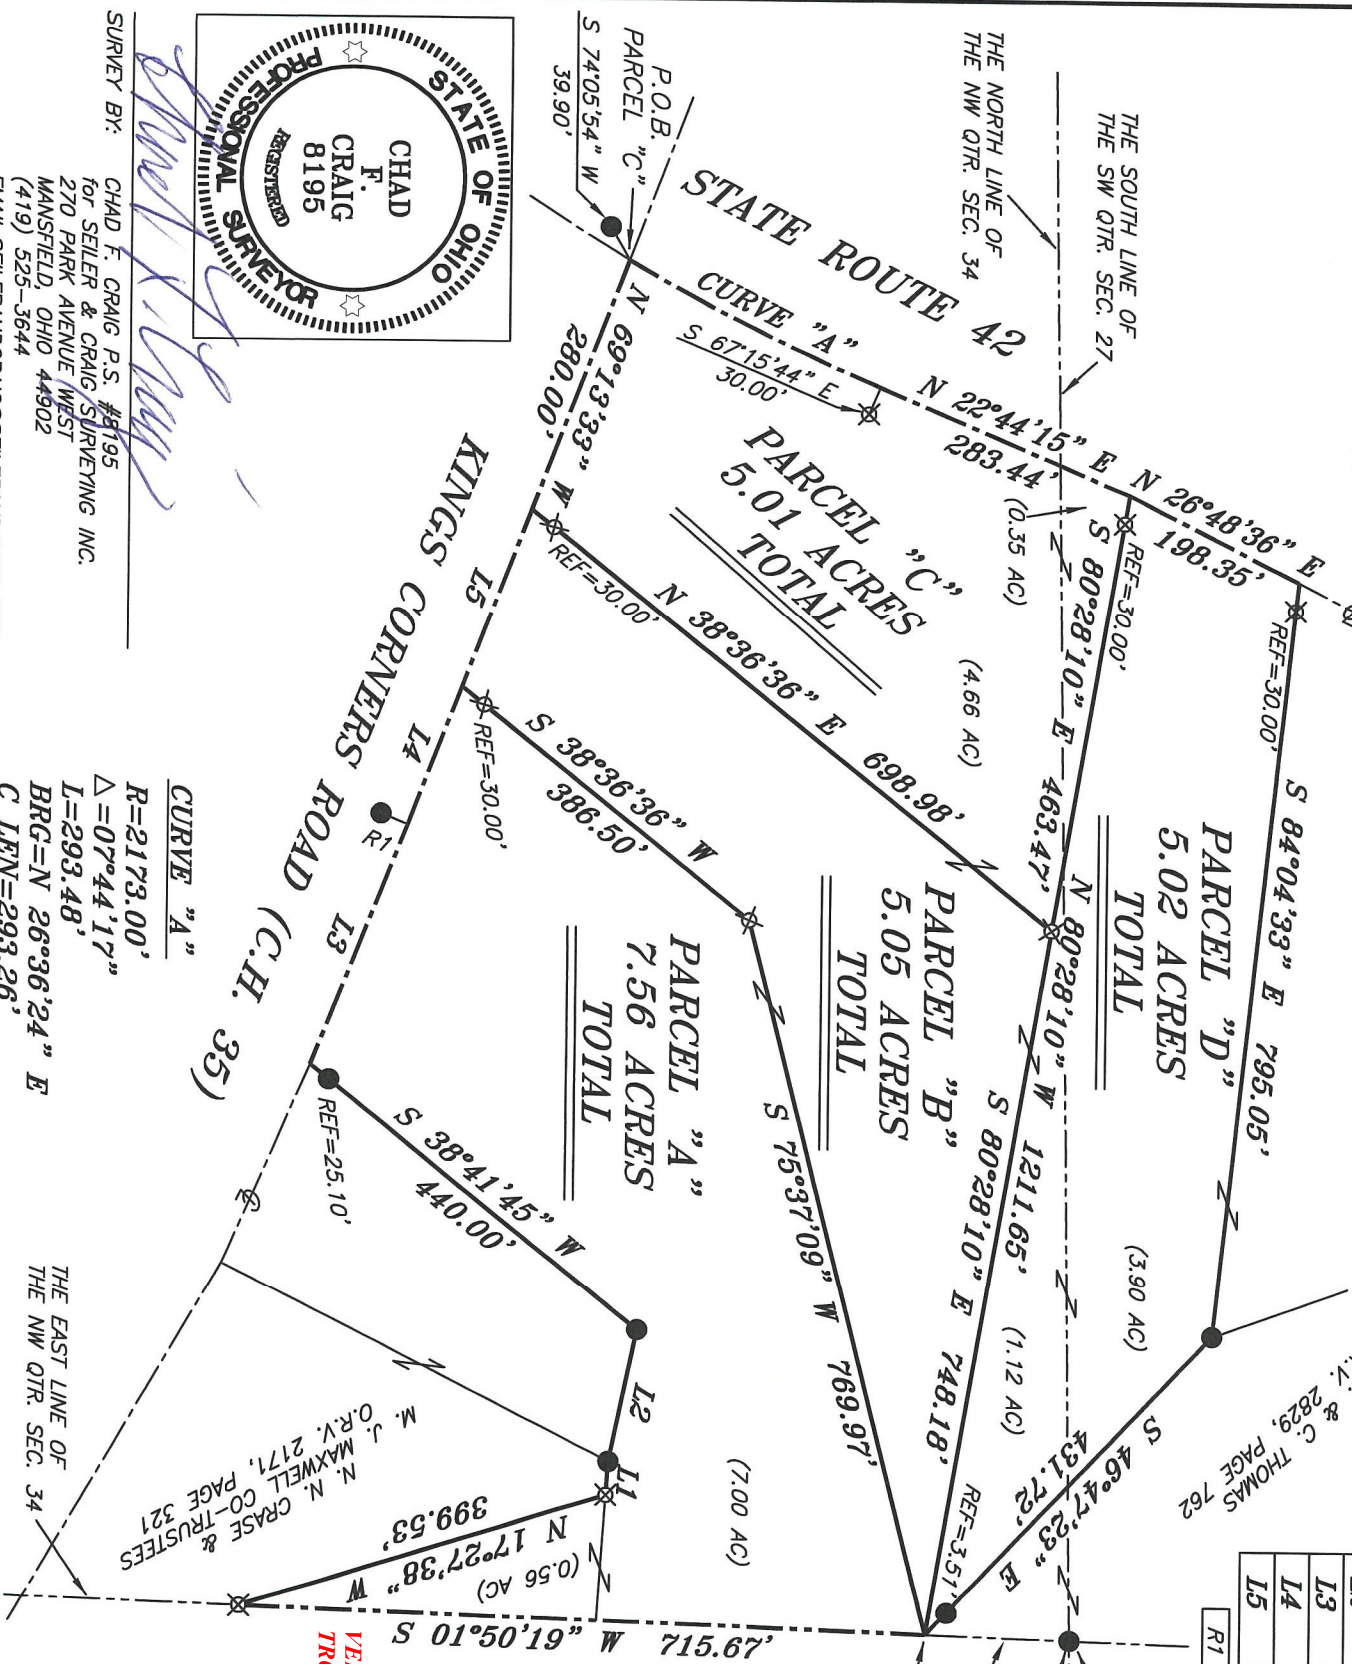 THE SOUTH LINE OF
THE SW QTR. SEC. 27
THE NORTH LINE OF
THE NW QTR. SEC. 34
P.O.B.
PARCEL "C"
S 74°05'54" W
39.90'
STATE ROUTE 42
CURVE "A"
S 67°15'44" E
30.00'
N 22°44'15" E
283.44'
N 26°48'36" E
198.35'
REF=30.00'
REF=30.00'
(0.35 AC)
S 80°28'10" E 463.47'
S 84°04'33" E 795.05'
PARCEL "D"
5.02 ACRES
TOTAL
(3.90 AC)
PARCEL "C"
5.01 ACRES
TOTAL
(4.66 AC)
N 69°13'33" W
280.00'
REF=30.00'
N 38°36'36" E 698.98'
N 80°28'10" W 1211.65'
S 80°28'10" E 748.18'
(1.12 AC)
S 46°47'23" E
431.72'
REF=3.51'
& C. THOMAS
2829, PAGE 762
PARCEL "B"
5.05 ACRES
TOTAL
L5
REF=30.00'
S 38°36'36" W
386.50'
S 75°37'09" W 769.97'
PARCEL "A"
7.56 ACRES
TOTAL
(7.00 AC)
KINGS CORNERS ROAD (C.H. 35)
L4
R1
L3
REF=25.10'
S 38°41'45" W
440.00'
L2
L1
N 17°27'38" W
399.53'
(0.56 AC)
S 01°50'19" W 715.67'
M. J. MAXWELL CO-TRUSTEES
N. N. CRASE &
O.R.V. 2171, PAGE 321
THE EAST LINE OF
THE NW QTR. SEC. 34
L3
L4
L5
R1
CURVE "A"
R=2173.00'
△=07°44'17"
L=293.48'
BRG=N 26°36'24" E
C LEN=293.26'
STATE OF OHIO
CHAD
F.
CRAIG
8195
REGISTERED
PROFESSIONAL SURVEYOR
SURVEY BY: CHAD F. CRAIG P.S. #8195
for SEILER & CRAIG SURVEYING INC.
270 PARK AVENUE WEST
MANSFIELD, OHIO 44902
(419) 525-3644